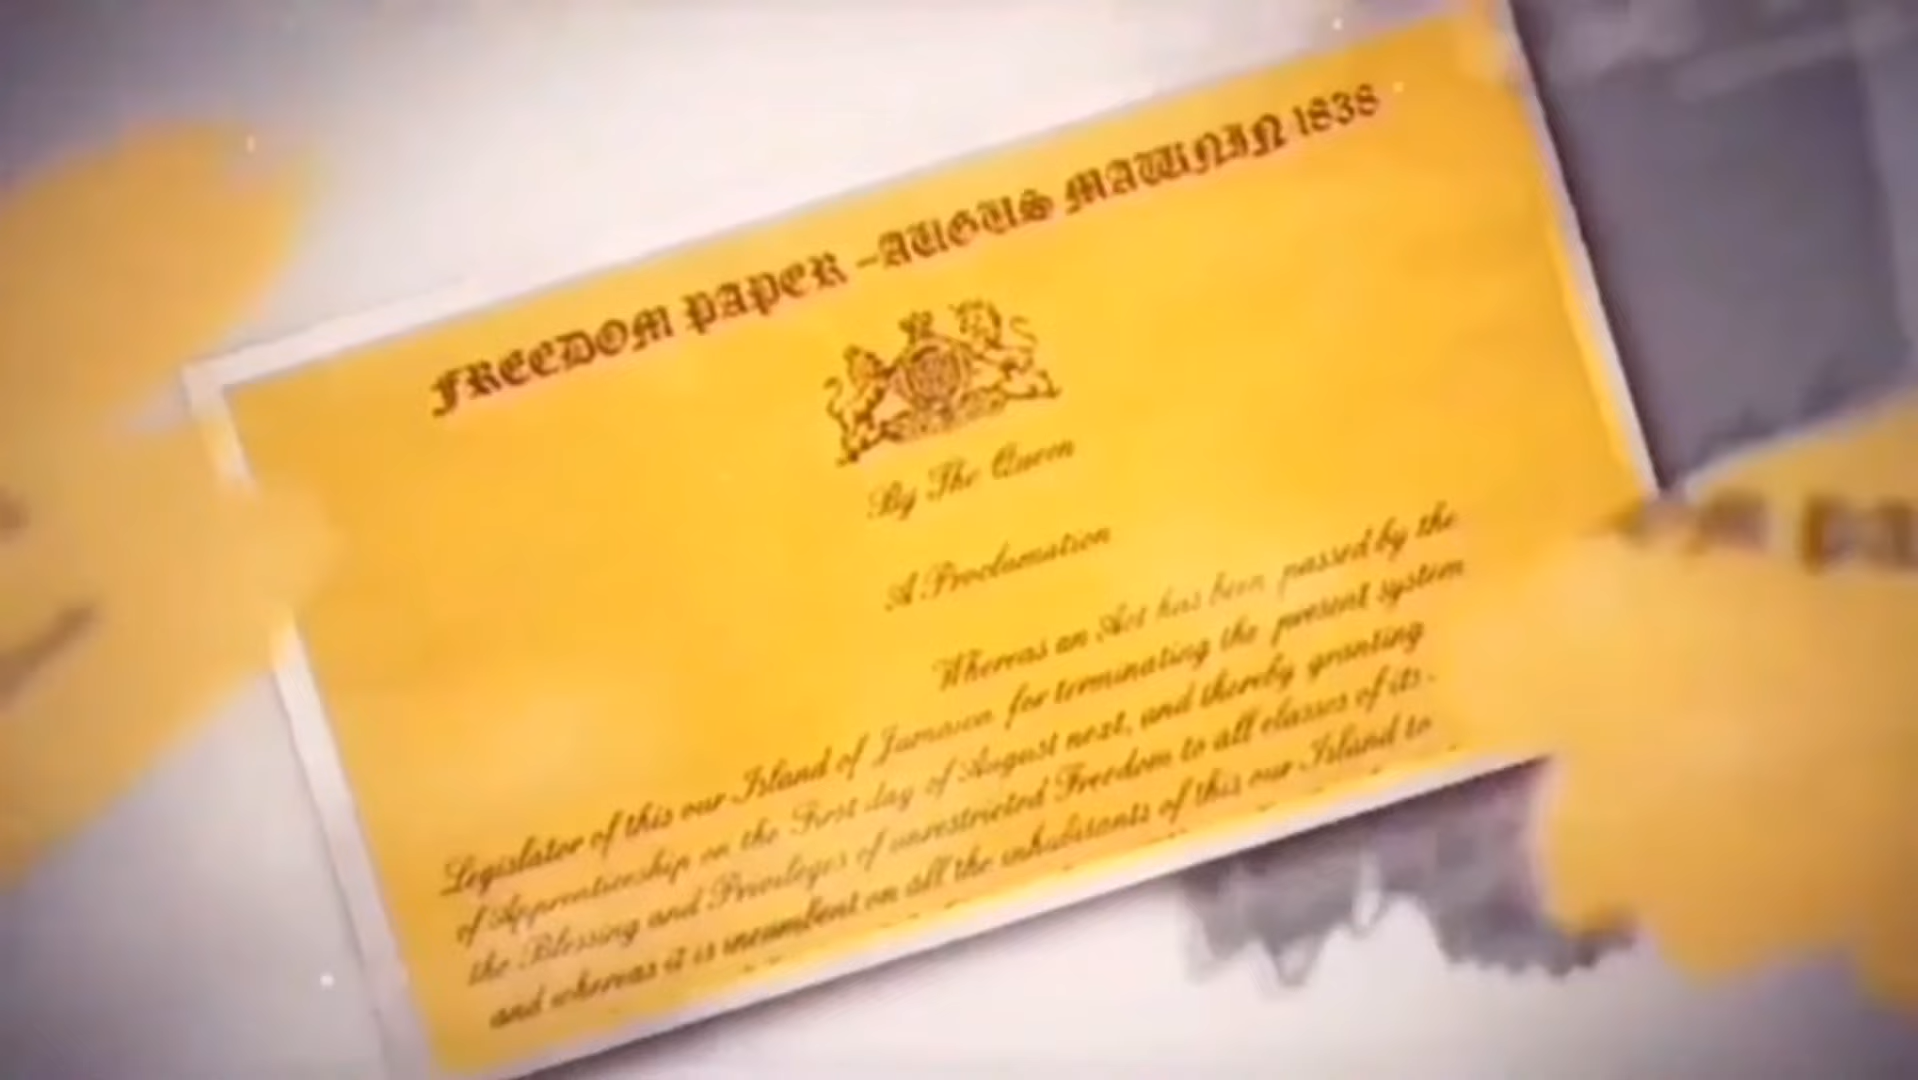 FREEDOM PAPER –AUGUS MAWNIN 1838
By The Queen
A Proclamation
Whereas an Act has been passed by the
Legislator of this our Island of Jamaica for terminating the present system
of Apprenticeship on the First day of August next, and thereby granting
the Blessing and Privileges of unrestricted Freedom to all classes of its
and whereas it is incumbent on all the inhabitants of this our Island to